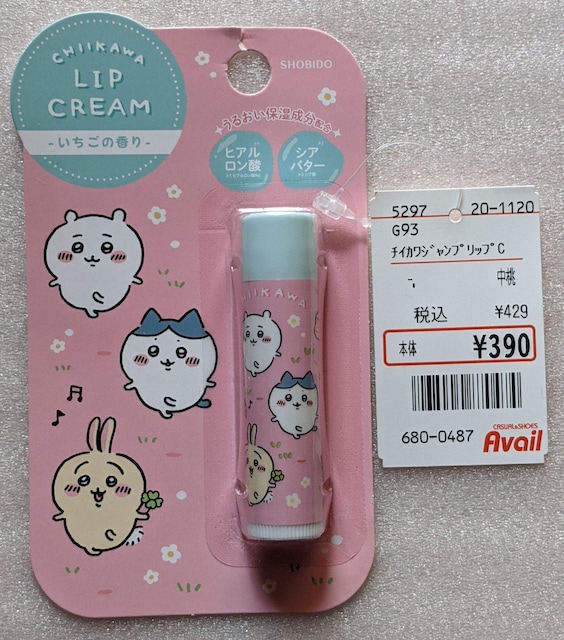 CHIIKAWA
LIP
CREAM
-いちごの香り-
SHOBIDO
うるおい保湿成分配合
ヒアル
ロン酸
シア
バター
CHIIKAWA
5297 20-1120
G93
ﾁｲｶﾜｼﾞｬﾝﾌﾟﾘｯﾌﾟC
中桃
税込 ¥429
本体 ¥390
680-0487
CASUAL&SHOES
Avail